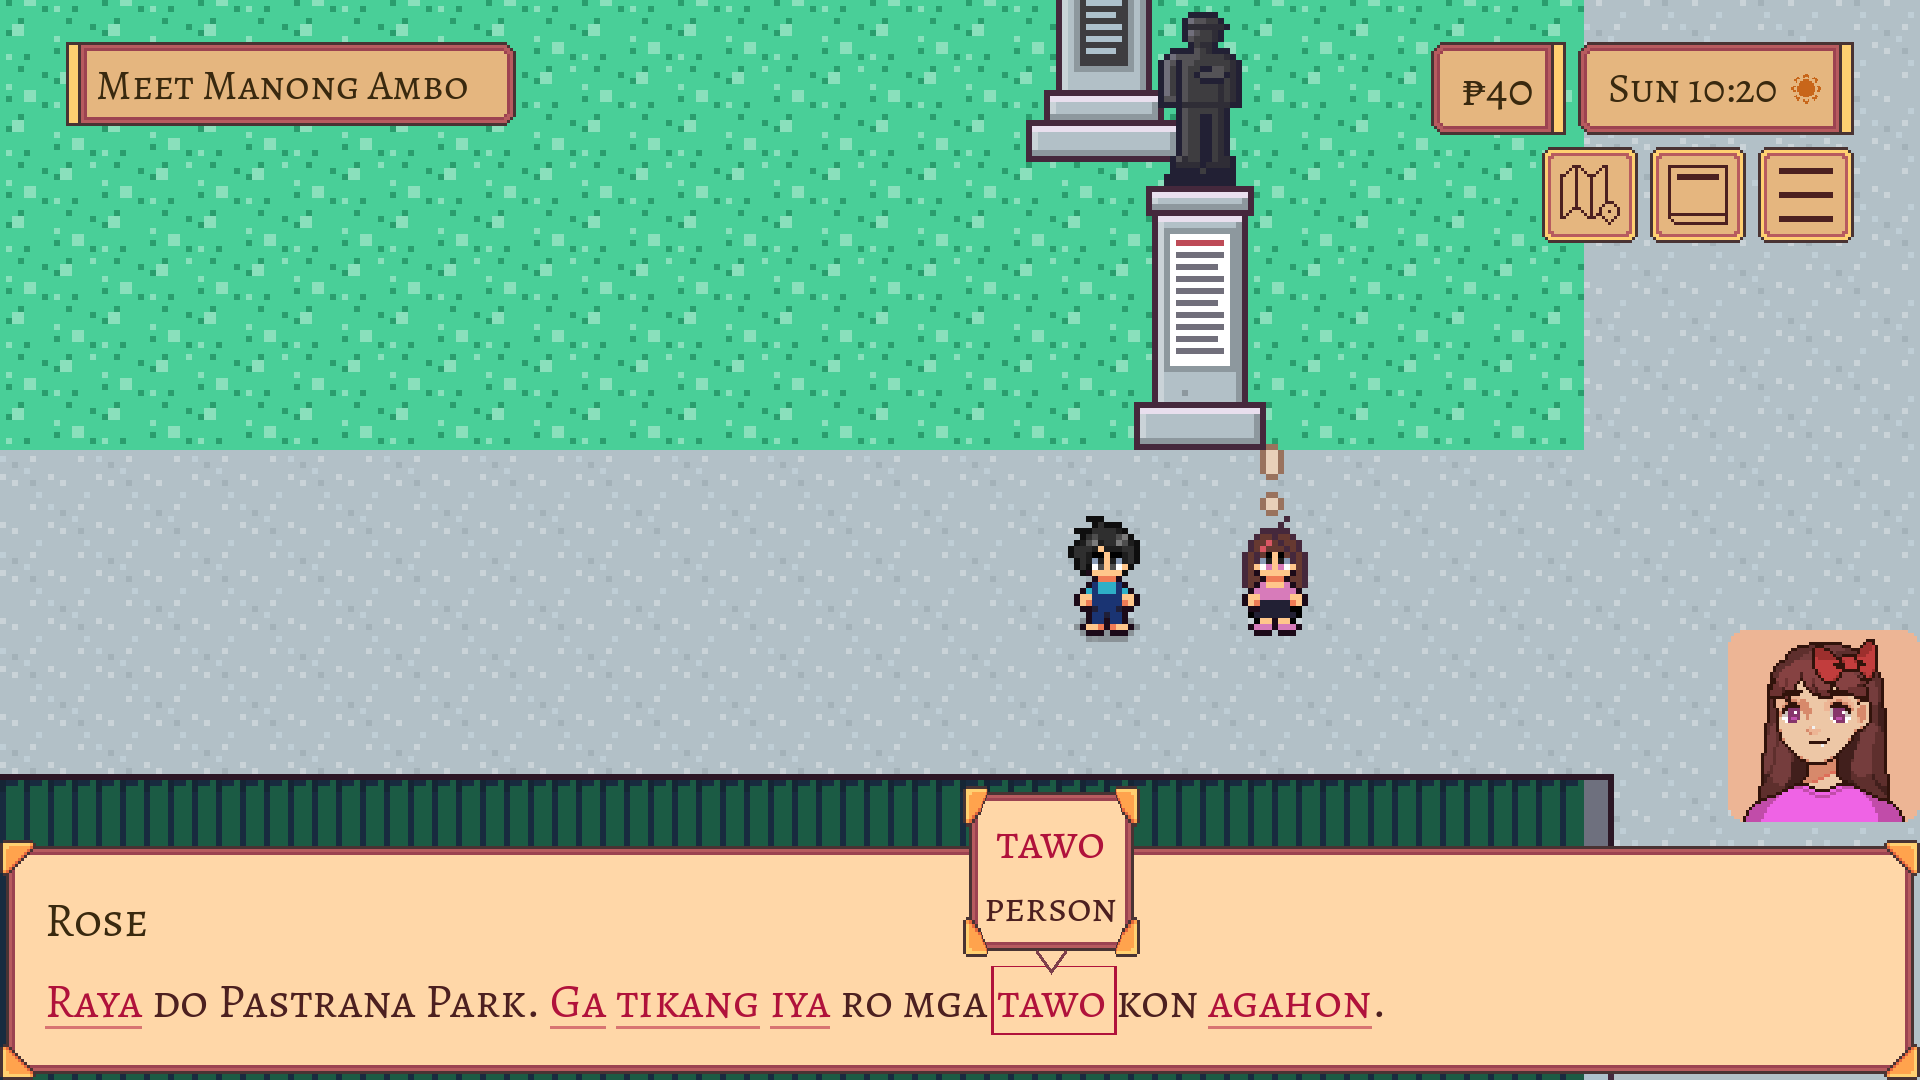 Meet Manong Ambo
₱40
Sun 10:20
tawo
person
Rose
Raya do Pastrana Park. Ga tikang iya ro mga tawo kon agahon.